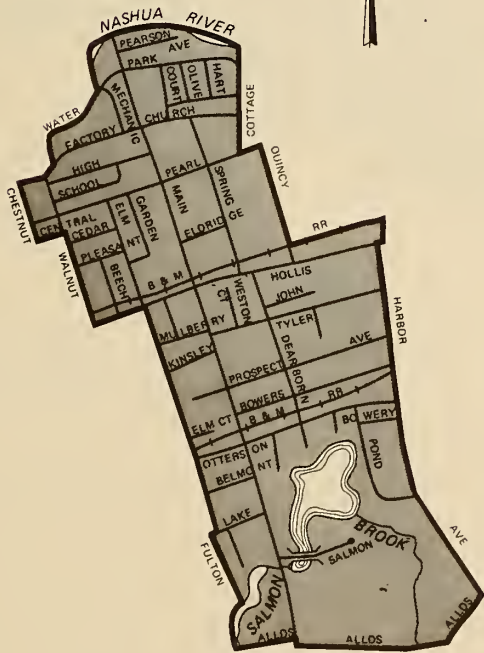 NASHUA RIVER
PEARSON
AVE
PARK
COURT
OLIVE
HART
WATER
MECHANIC
FACTORY
CHURCH
COTTAGE
HIGH
PEARL
QUINCY
SCHOOL
CHESTNUT
CENTRAL
CEDAR
ELM
GARDEN
MAIN
SPRING
ELDRIDGE
PLEASANT
WALNUT
BEECH
B & M
RR
HOLLIS
CT
WESTON
JOHN
HARBOR
MULBERRY
TYLER
KINSLEY
DEARBORN
PROSPECT AVE
BOWERS
ELM CT
B & M RR
BOWERY
OTTERSON
BELMONT
POND
LAKE
FULTON
SALMON BROOK
SALMON
AVE
ALLDS
ALLDS
ALLDS